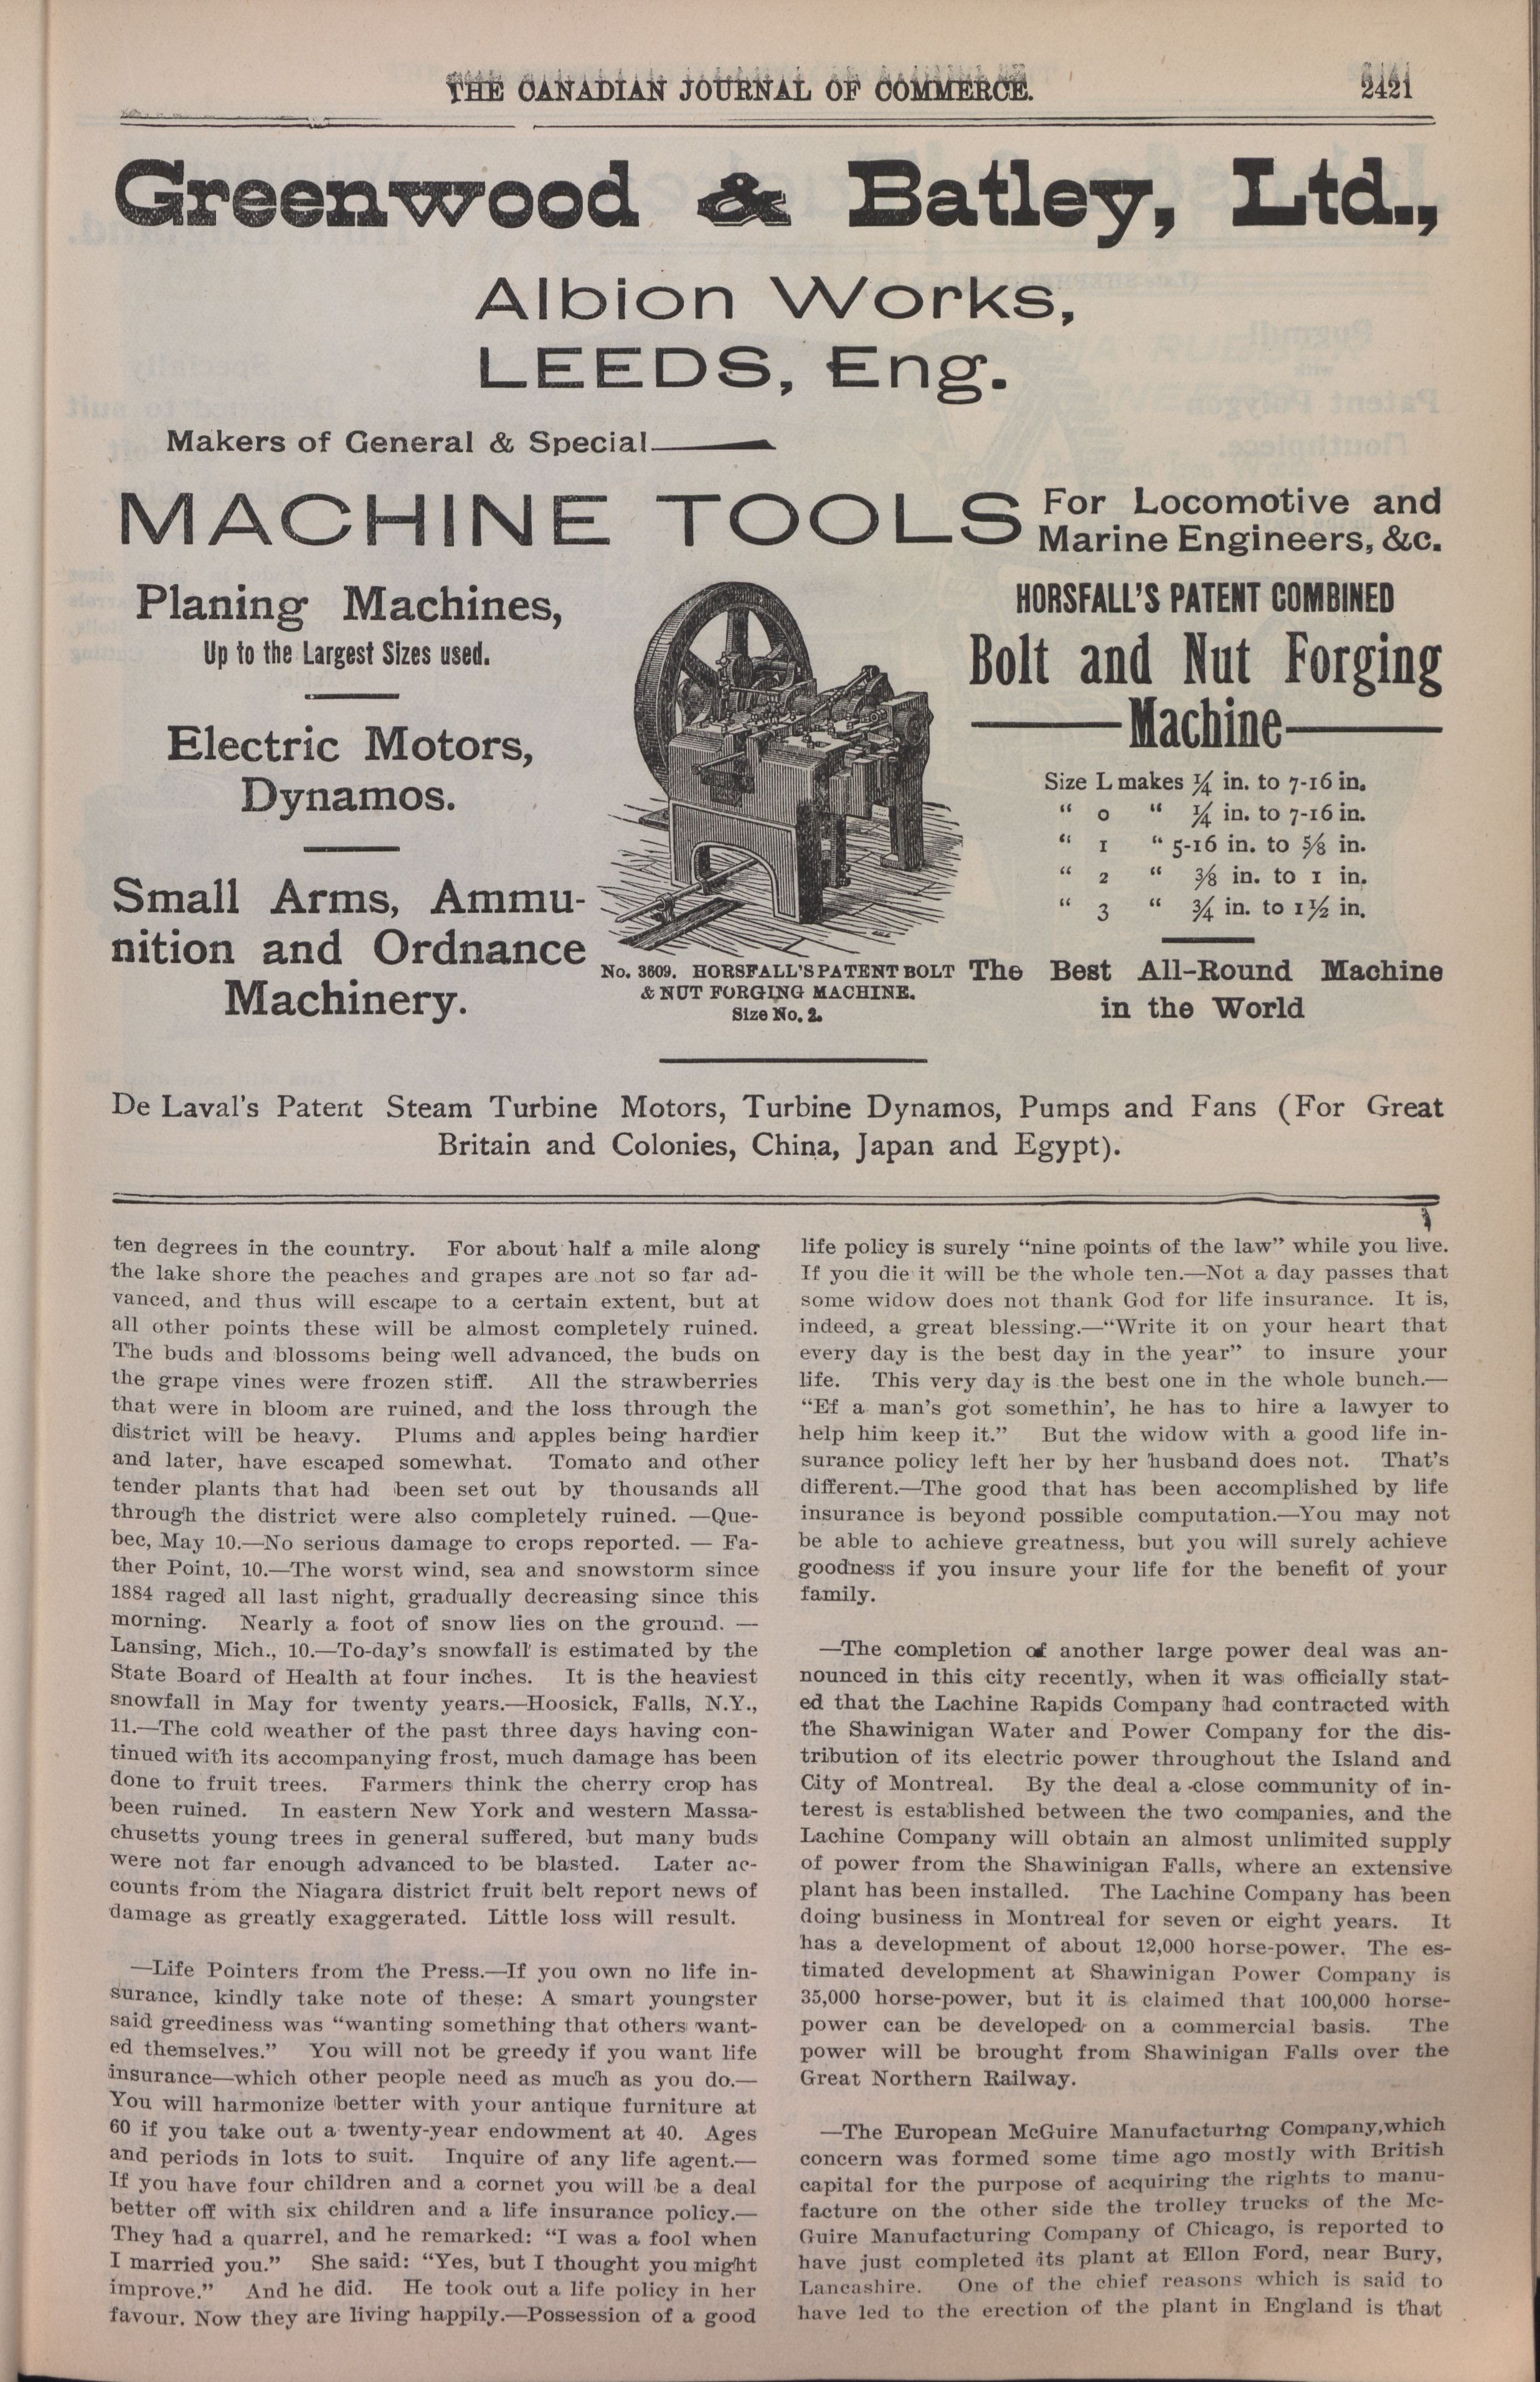 THE CANADIAN JOURNAL OF COMMERCE.
2421
Greenwood & Batley, Ltd.,
Albion Works,
LEEDS, Eng.
Makers of General & Special
MACHINE TOOLS
For Locomotive and
Marine Engineers, &c.
Planing Machines,
Up to the Largest Sizes used.
Electric Motors,
Dynamos.
Small Arms, Ammu-
nition and Ordnance
Machinery.
No. 3609. HORSFALL'S PATENT BOLT
& NUT FORGING MACHINE.
Size No. 2.
HORSFALL'S PATENT COMBINED
Bolt and Nut Forging
Machine
Size L makes ¼ in. to 7-16 in.
" 0 " ¼ in. to 7-16 in.
" 1 " 5-16 in. to ⅝ in.
" 2 " ⅜ in. to 1 in.
" 3 " ¾ in. to 1½ in.
The Best All-Round Machine
in the World
De Laval's Patent Steam Turbine Motors, Turbine Dynamos, Pumps and Fans (For Great
Britain and Colonies, China, Japan and Egypt).
ten degrees in the country. For about half a mile along
the lake shore the peaches and grapes are not so far ad-
vanced, and thus will escape to a certain extent, but at
all other points these will be almost completely ruined.
The buds and blossoms being well advanced, the buds on
the grape vines were frozen stiff. All the strawberries
that were in bloom are ruined, and the loss through the
district will be heavy. Plums and apples being hardier
and later, have escaped somewhat. Tomato and other
tender plants that had been set out by thousands all
through the district were also completely ruined. —Que-
bec, May 10.—No serious damage to crops reported. — Fa-
ther Point, 10.—The worst wind, sea and snowstorm since
1884 raged all last night, gradually decreasing since this
morning. Nearly a foot of snow lies on the ground. —
Lansing, Mich., 10.—To-day's snowfall is estimated by the
State Board of Health at four inches. It is the heaviest
snowfall in May for twenty years.—Hoosick, Falls, N.Y.,
11.—The cold weather of the past three days having con-
tinued with its accompanying frost, much damage has been
done to fruit trees. Farmers think the cherry crop has
been ruined. In eastern New York and western Massa-
chusetts young trees in general suffered, but many buds
were not far enough advanced to be blasted. Later ac-
counts from the Niagara district fruit belt report news of
damage as greatly exaggerated. Little loss will result.
—Life Pointers from the Press.—If you own no life in-
surance, kindly take note of these: A smart youngster
said greediness was "wanting something that others want-
ed themselves." You will not be greedy if you want life
insurance—which other people need as much as you do.—
You will harmonize better with your antique furniture at
60 if you take out a twenty-year endowment at 40. Ages
and periods in lots to suit. Inquire of any life agent.—
If you have four children and a cornet you will be a deal
better off with six children and a life insurance policy.—
They had a quarrel, and he remarked: "I was a fool when
I married you." She said: "Yes, but I thought you might
improve." And he did. He took out a life policy in her
favour. Now they are living happily.—Possession of a good
life policy is surely "nine points of the law" while you live.
If you die it will be the whole ten.—Not a day passes that
some widow does not thank God for life insurance. It is,
indeed, a great blessing.—"Write it on your heart that
every day is the best day in the year" to insure your
life. This very day is the best one in the whole bunch.—
"Ef a man's got somethin', he has to hire a lawyer to
help him keep it." But the widow with a good life in-
surance policy left her by her husband does not. That's
different.—The good that has been accomplished by life
insurance is beyond possible computation.—You may not
be able to achieve greatness, but you will surely achieve
goodness if you insure your life for the benefit of your
family.
—The completion of another large power deal was an-
nounced in this city recently, when it was officially stat-
ed that the Lachine Rapids Company had contracted with
the Shawinigan Water and Power Company for the dis-
tribution of its electric power throughout the Island and
City of Montreal. By the deal a close community of in-
terest is established between the two companies, and the
Lachine Company will obtain an almost unlimited supply
of power from the Shawinigan Falls, where an extensive
plant has been installed. The Lachine Company has been
doing business in Montreal for seven or eight years. It
has a development of about 12,000 horse-power. The es-
timated development at Shawinigan Power Company is
35,000 horse-power, but it is claimed that 100,000 horse-
power can be developed on a commercial basis. The
power will be brought from Shawinigan Falls over the
Great Northern Railway.
—The European McGuire Manufacturing Company,which
concern was formed some time ago mostly with British
capital for the purpose of acquiring the rights to manu-
facture on the other side the trolley trucks of the Mc-
Guire Manufacturing Company of Chicago, is reported to
have just completed its plant at Ellon Ford, near Bury,
Lancashire. One of the chief reasons which is said to
have led to the erection of the plant in England is that